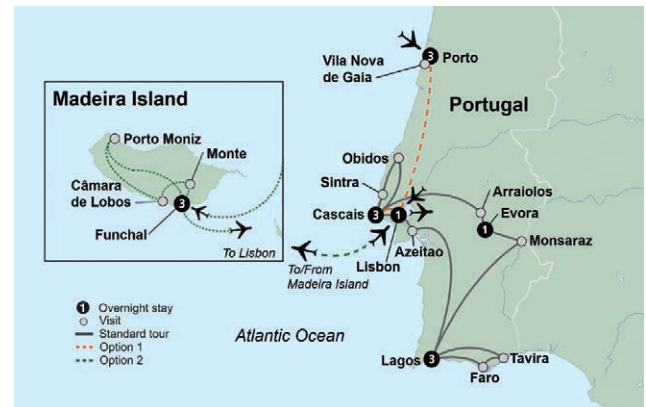 3
Porto
Vila Nova
de Gaia
Portugal
Madeira Island
Porto Moniz
Monte
Câmara
de Lobos
3
Funchal
To Lisbon
Obidos
Sintra
Cascais
3
1
Lisbon
Azeitao
Arraiolos
Evora
1
Monsaraz
To/From
Madeira Island
1 Overnight stay
Visit
Standard tour
Option 1
Option 2
Atlantic Ocean
Lagos
3
Tavira
Faro